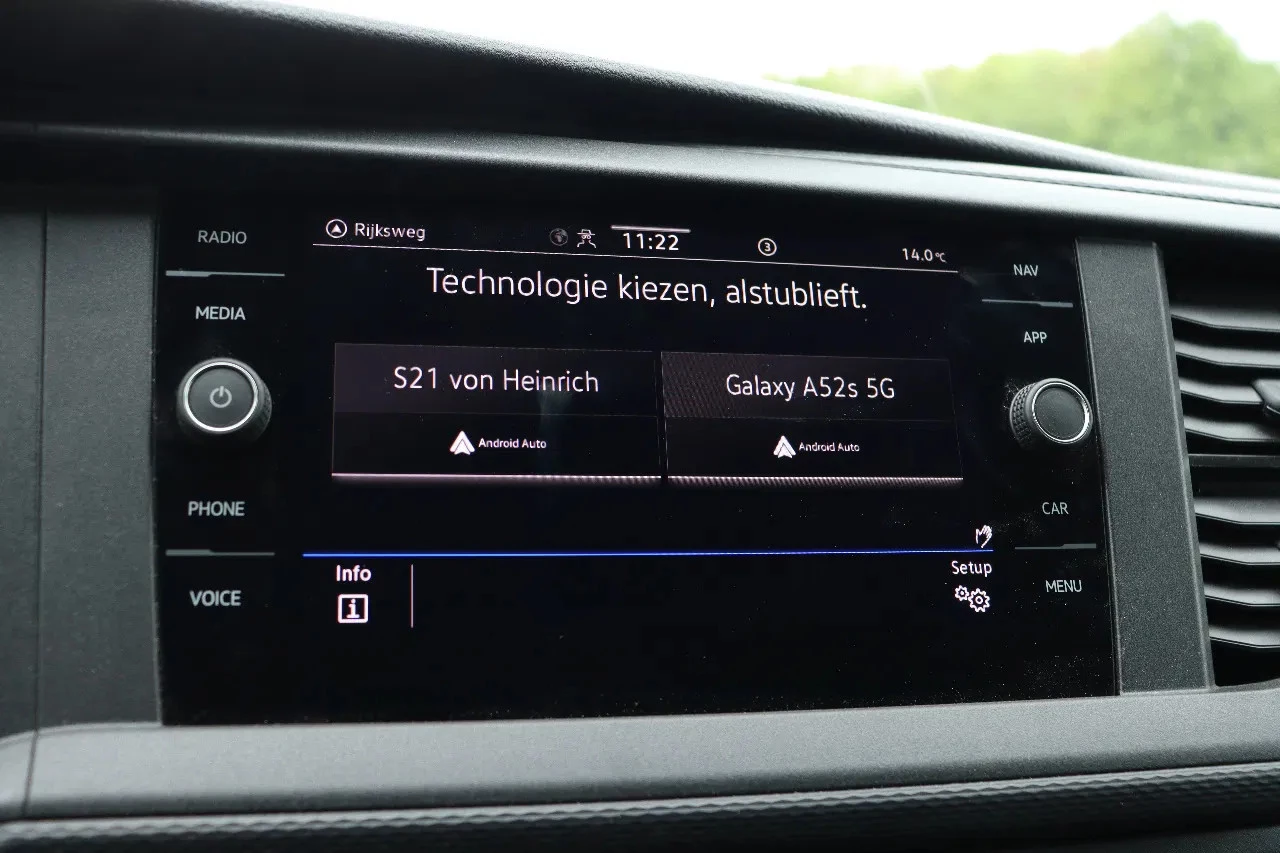 RADIO
MEDIA
PHONE
VOICE
Rijksweg
11:22
3
14.0°C
Technologie kiezen, alstublieft.
S21 von Heinrich
Android Auto
Galaxy A52s 5G
Android Auto
Info
i
Setup
NAV
APP
CAR
MENU